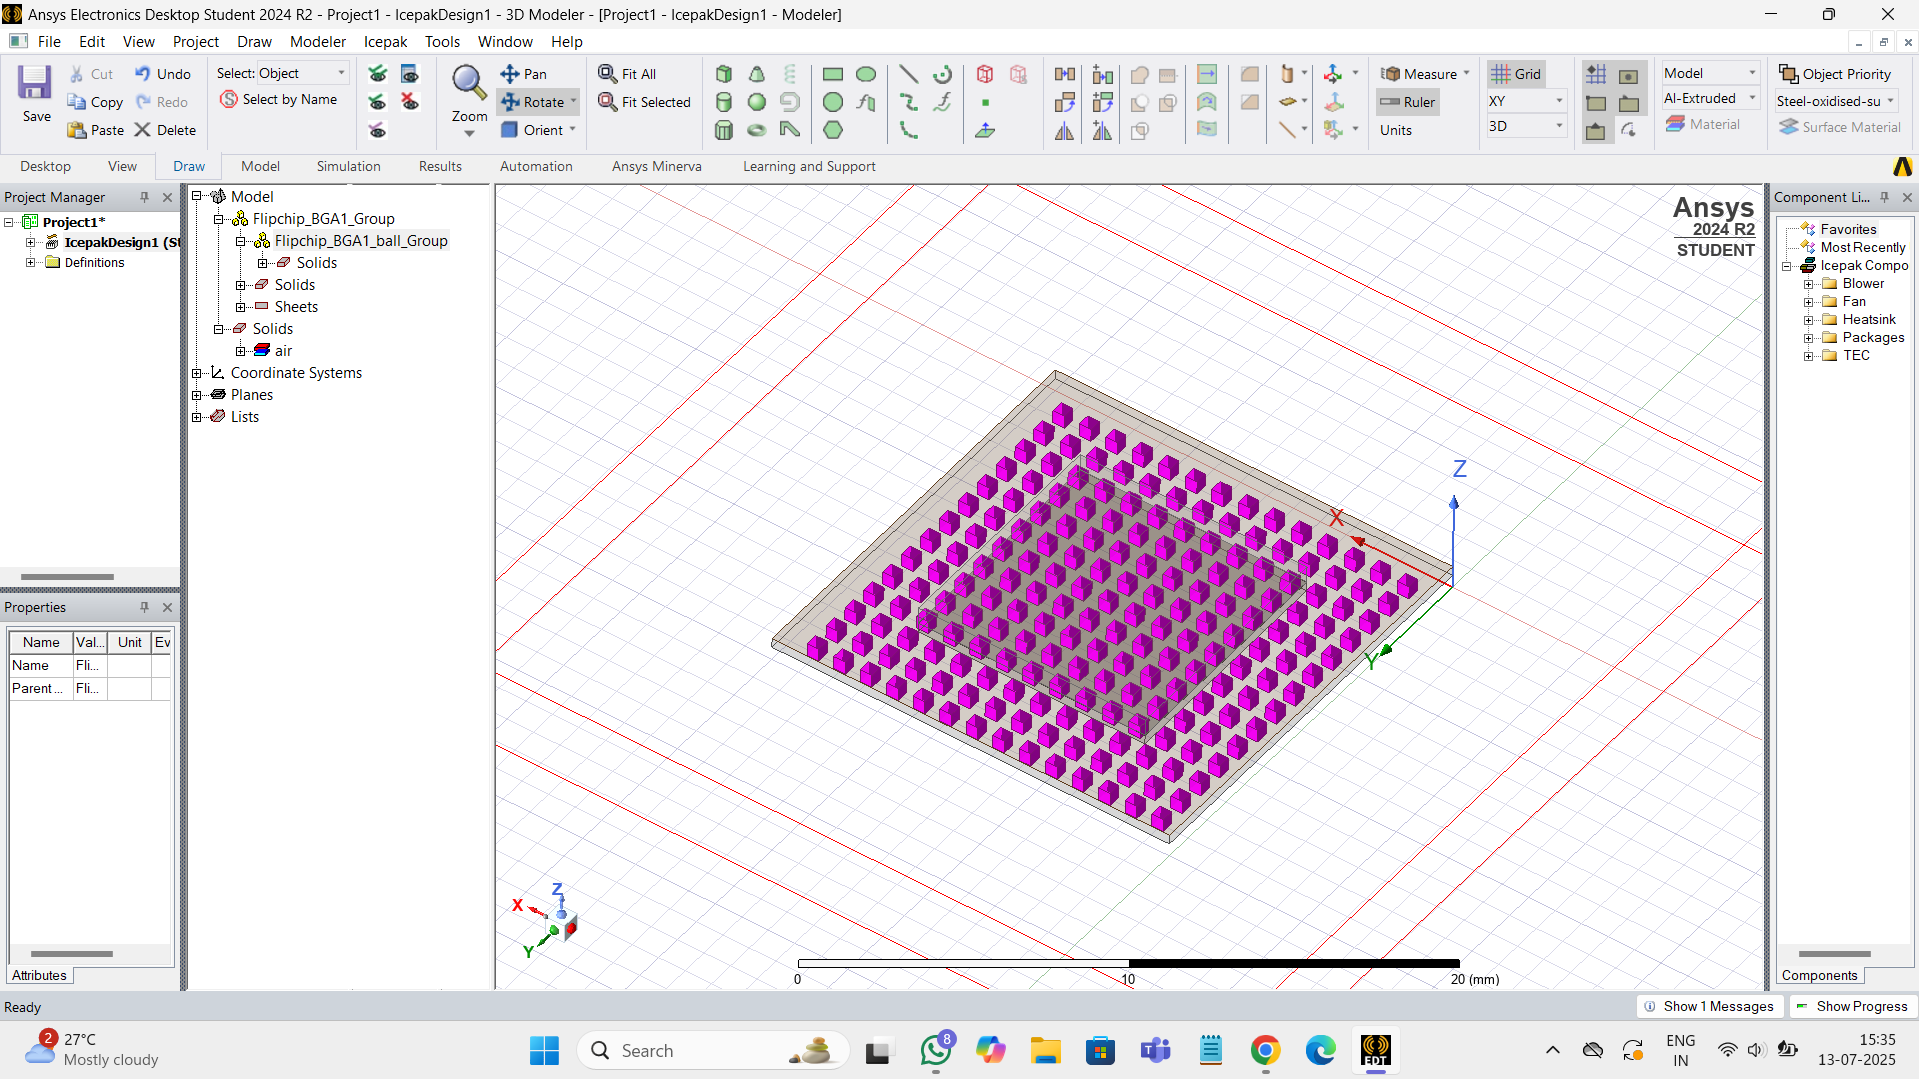 Ansys Electronics Desktop Student 2024 R2 - Project1 - IcepakDesign1 - 3D Modeler - [Project1 - IcepakDesign1 - Modeler]
File Edit View Project Draw Modeler Icepak Tools Window Help
Save
Cut
Copy
Paste
Undo
Redo
Delete
Select: Object
Select by Name
Zoom
Pan
Rotate
Orient
Fit All
Fit Selected
Measure
Ruler
Units
Grid
XY
3D
Model
Al-Extruded
Material
Object Priority
Steel-oxidised-su
Surface Material
Desktop View Draw Model Simulation Results Automation Ansys Minerva Learning and Support
Project Manager
Project1*
IcepakDesign1 (St
Definitions
Model
Flipchip_BGA1_Group
Flipchip_BGA1_ball_Group
Solids
Solids
Sheets
Solids
air
Coordinate Systems
Planes
Lists
Properties
Name Val... Unit Ev
Name Fli...
Parent ... Fli...
Attributes
Ansys
2024 R2
STUDENT
Z
X
Y
Z
X
Y
0 10 20 (mm)
Component Li...
Favorites
Most Recently
Icepak Compo
Blower
Fan
Heatsink
Packages
TEC
Components
Ready
Show 1 Messages
Show Progress
2
27°C
Mostly cloudy
Search
8
EDT
ENG
IN
15:35
13-07-2025